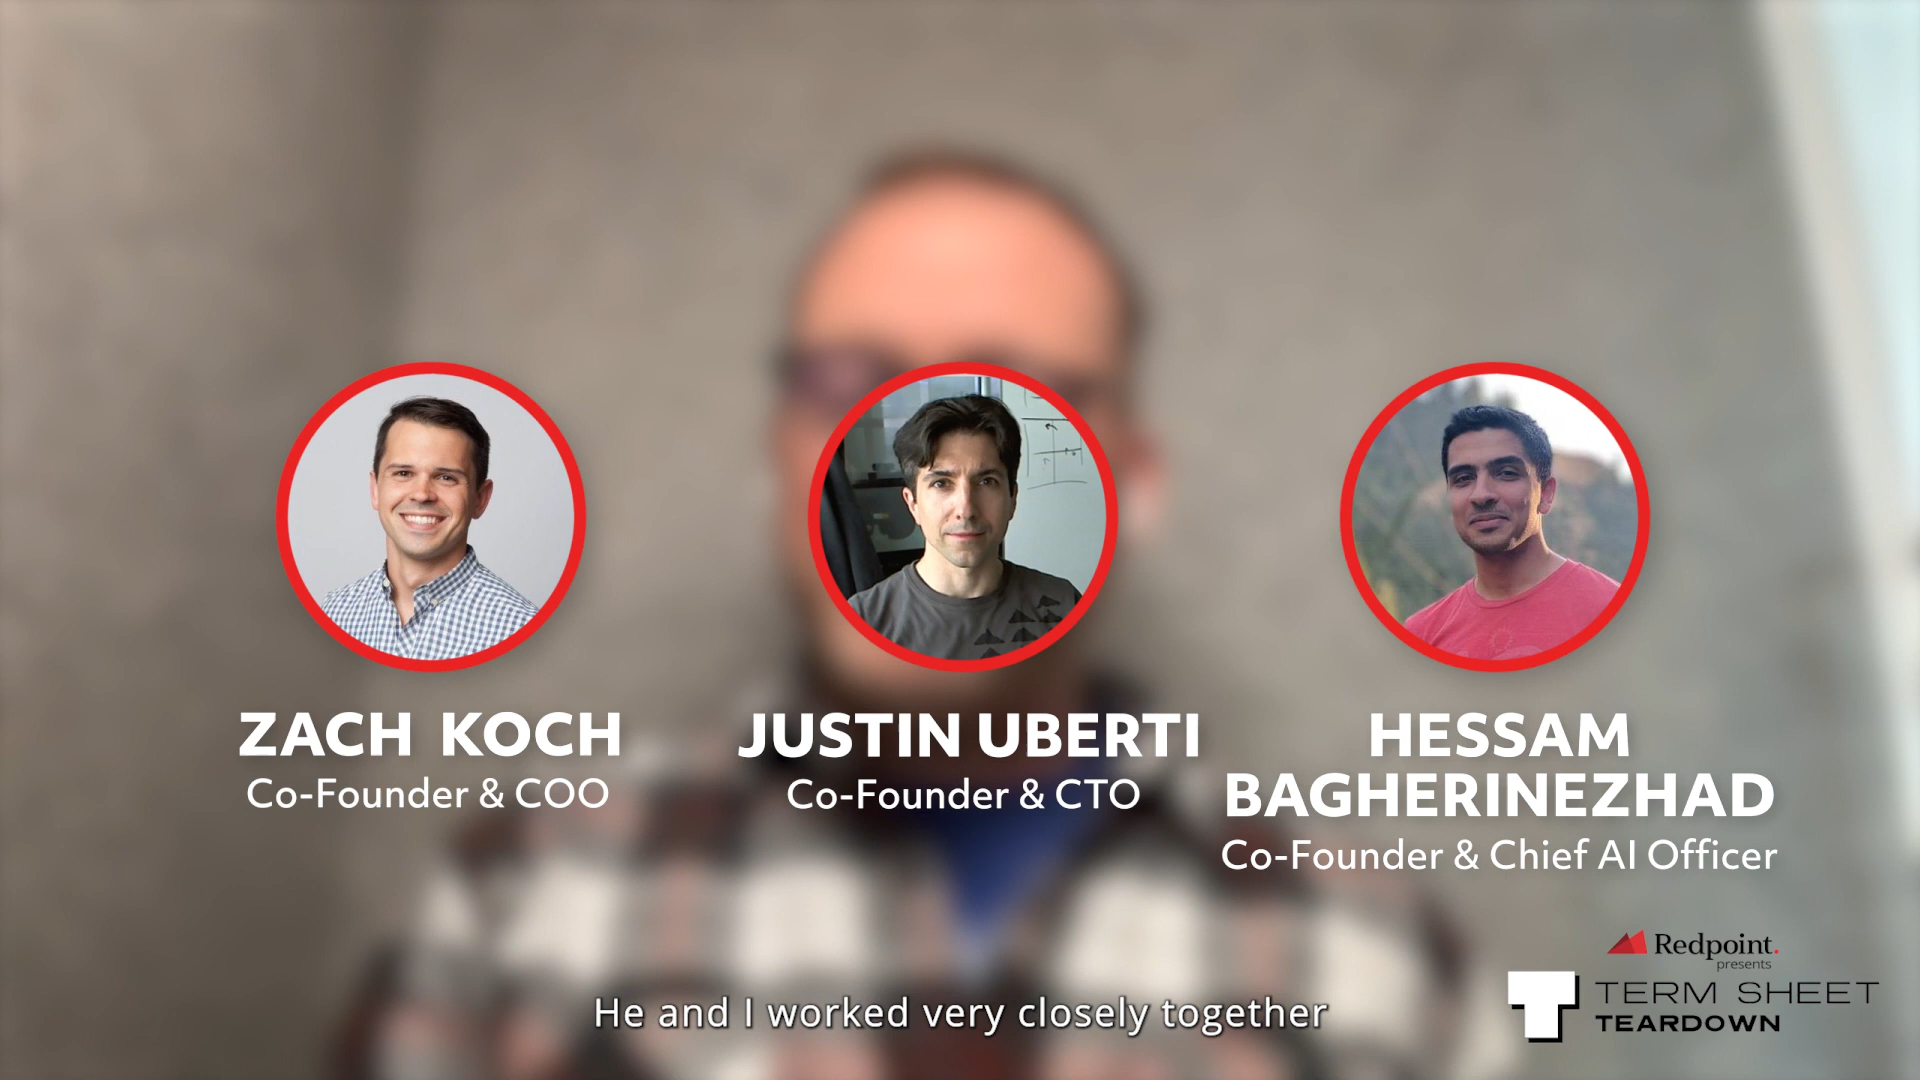 ZACH KOCH
Co-Founder & COO
JUSTIN UBERTI
Co-Founder & CTO
HESSAM
BAGHERINEZHAD
Co-Founder & Chief AI Officer
Redpoint.
presents
TERM SHEET
TEARDOWN
He and I worked very closely together